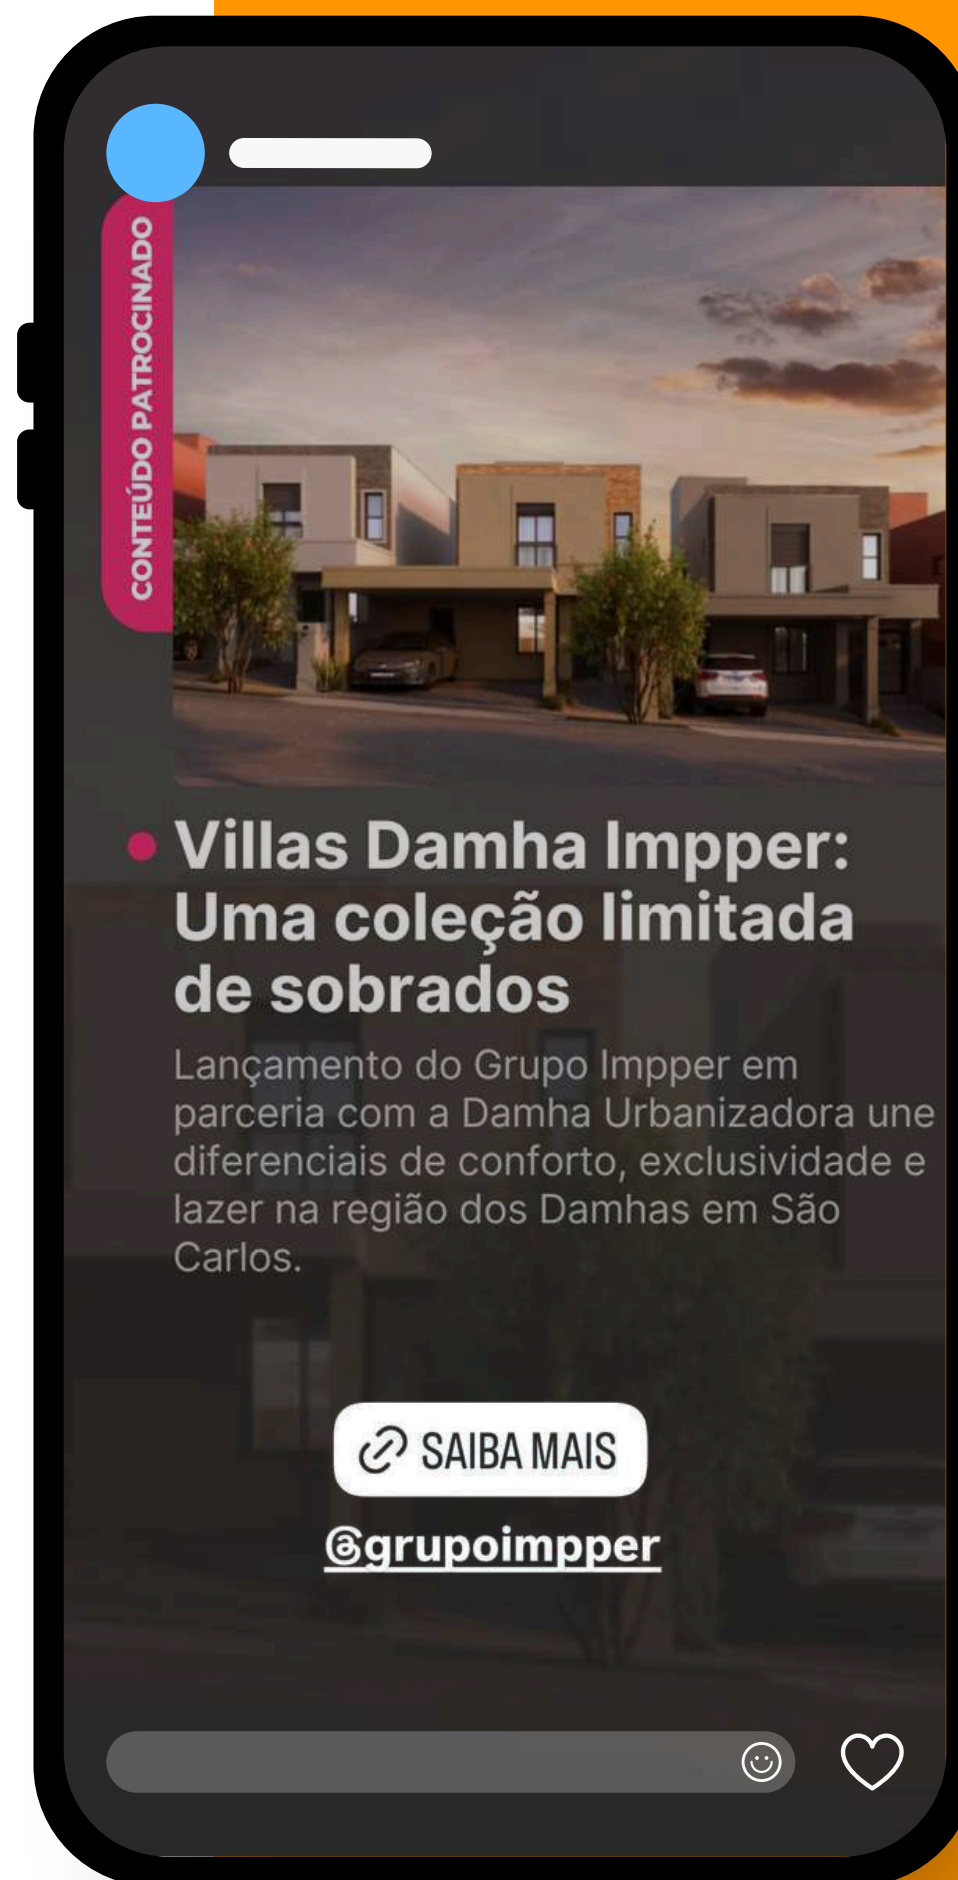 CONTEÚDO PATROCINADO
Villas Damha Impper:
Uma coleção limitada
de sobrados
Lançamento do Grupo Impper em
parceria com a Damha Urbanizadora une
diferenciais de conforto, exclusividade e
lazer na região dos Damhas em São
Carlos.
SAIBA MAIS
@grupoimpper